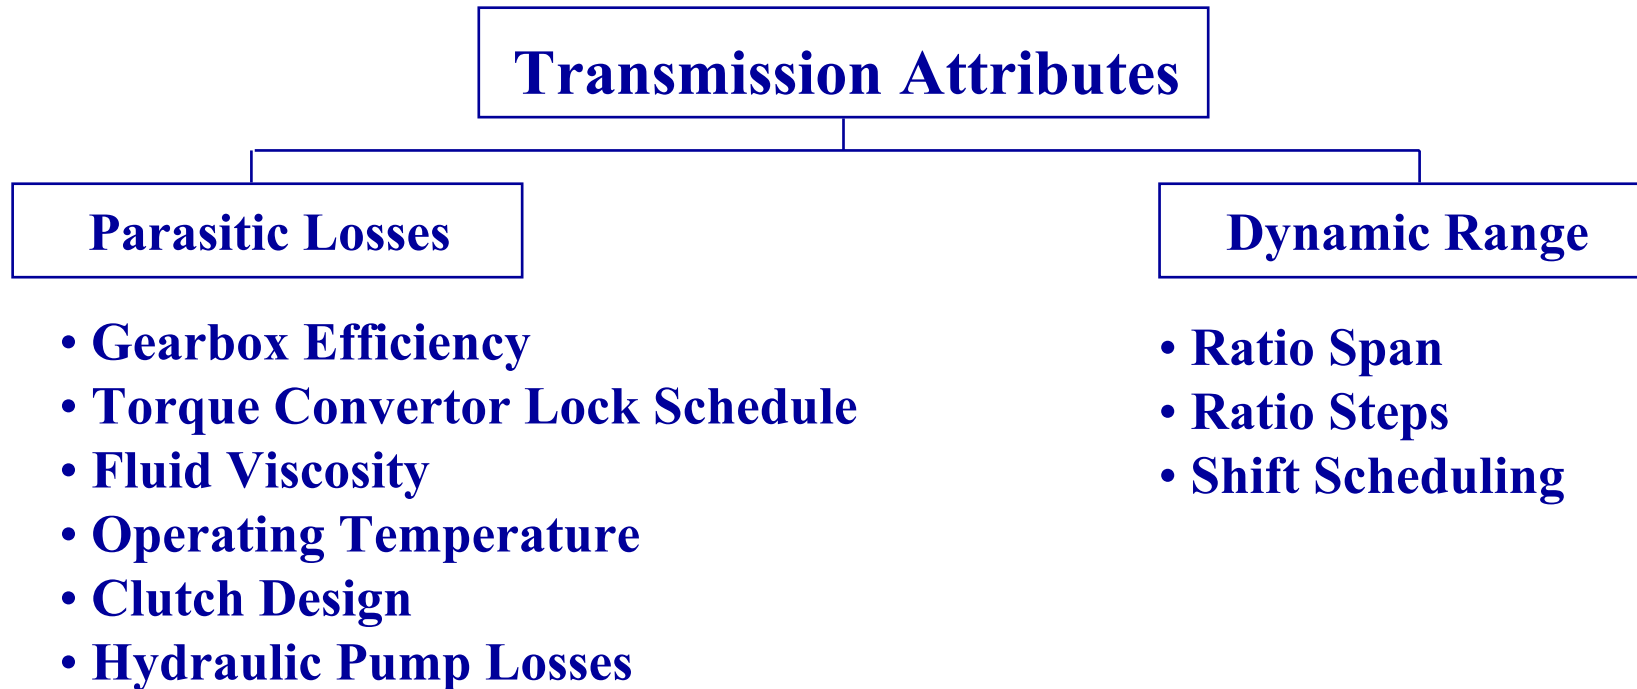 Transmission Attributes
Parasitic Losses
• Gearbox Efficiency
• Torque Convertor Lock Schedule
• Fluid Viscosity
• Operating Temperature
• Clutch Design
• Hydraulic Pump Losses
Dynamic Range
• Ratio Span
• Ratio Steps
• Shift Scheduling